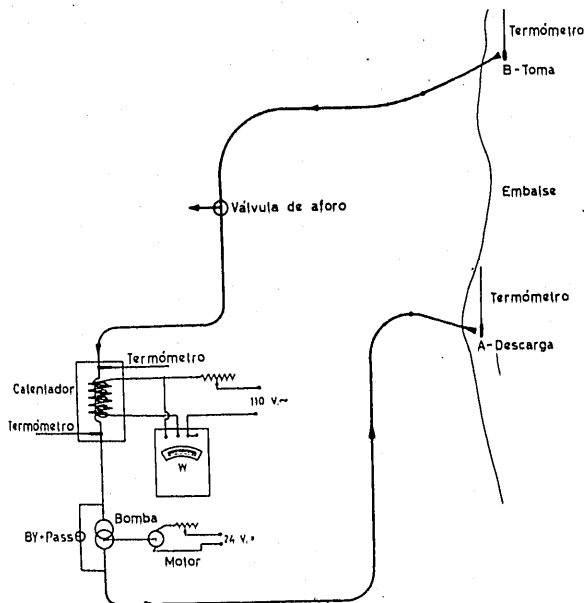 Termómetro
B-Toma
Válvula de aforo
Embalse
Termómetro
A-Descarga
Termómetro
Calentador
110 V.~
Termómetro
W
Bomba
BY-Pass
24 V.=
Motor